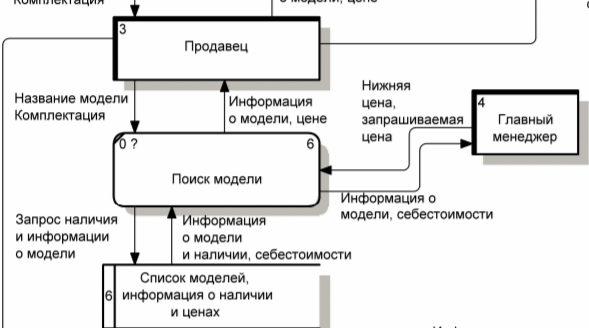 Комплектация
о модели, цене
3
Продавец
Название модели
Комплектация
Информация
о модели, цене
Нижняя
цена,
запрашиваемая
цена
4
Главный
менеджер
0 ?
6
Поиск модели
Информация о
модели, себестоимости
Запрос наличия
и информации
о модели
Информация
о модели
и наличии, себестоимости
6
Список моделей,
информация о наличии
и ценах